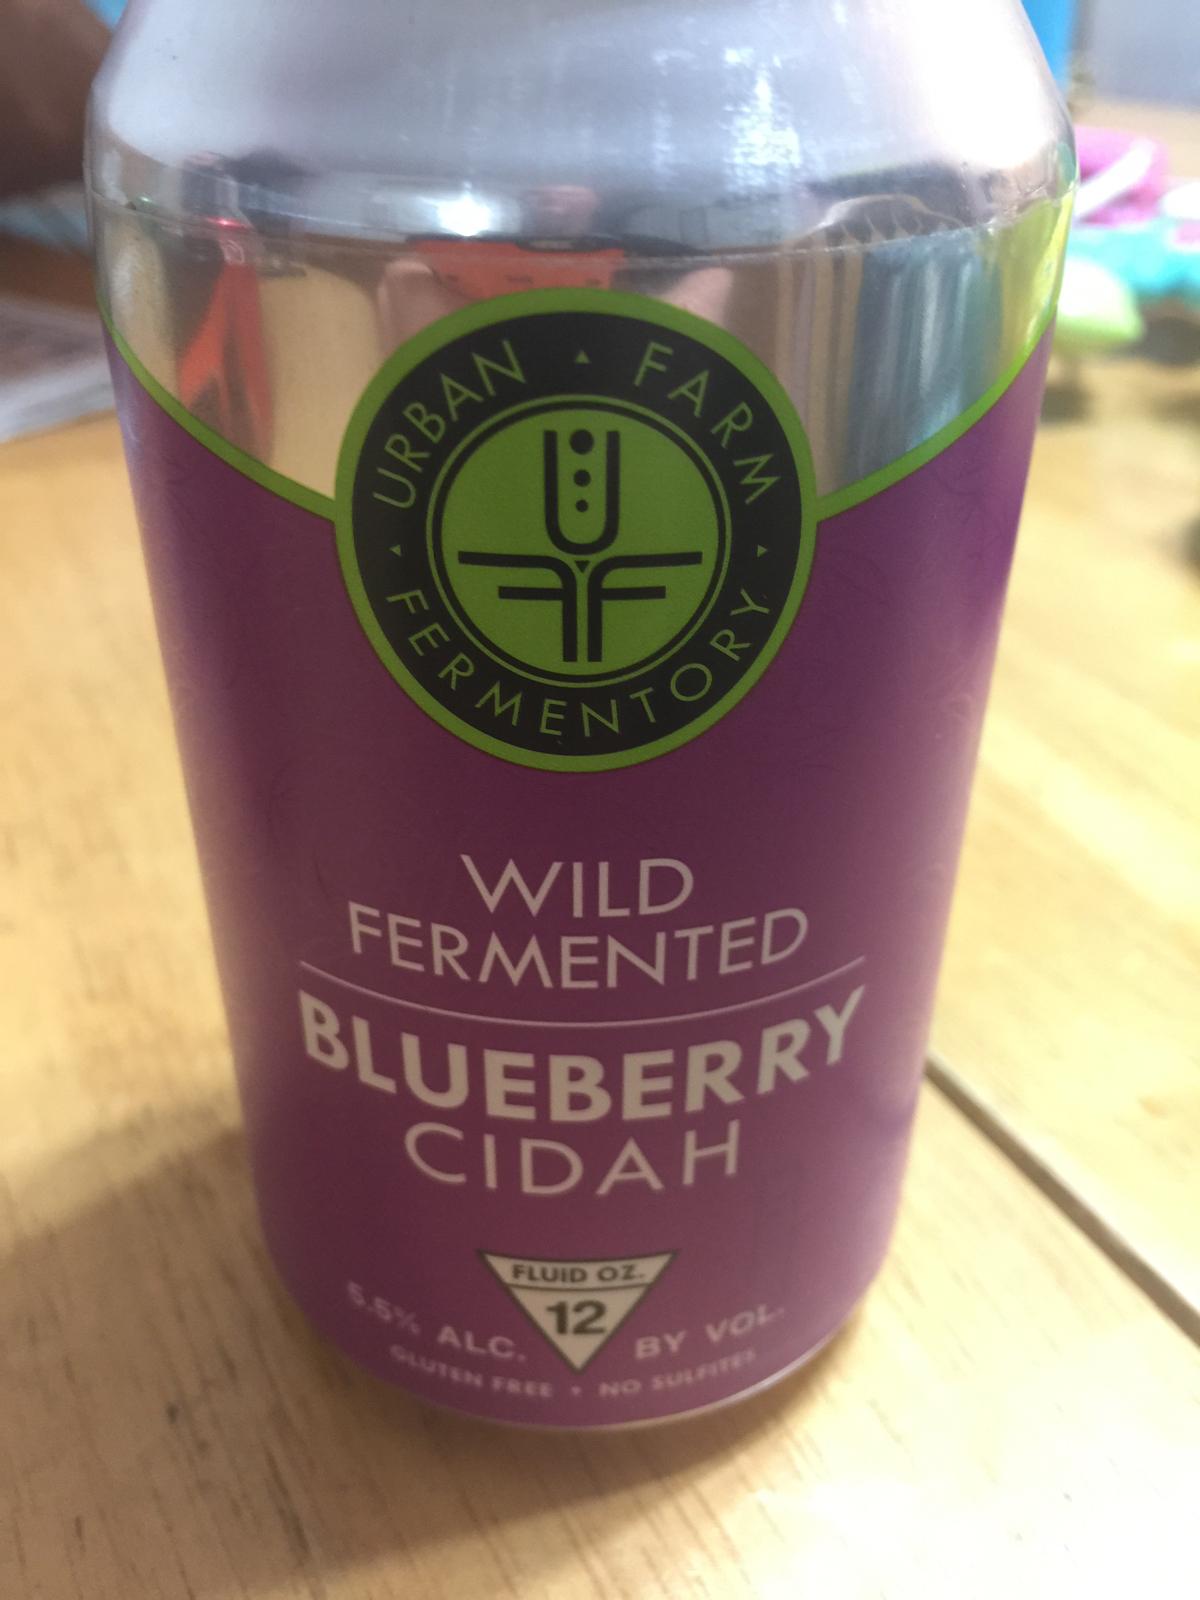 URBAN FARM
FERMENTORY
WILD
FERMENTED
BLUEBERRY
CIDAH
FLUID OZ.
12
5.5% ALC. BY VOL.
GLUTEN FREE • NO SULFITES